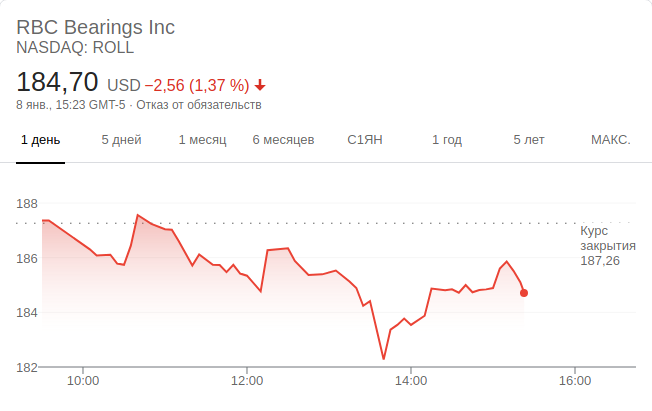 RBC Bearings Inc
NASDAQ: ROLL
184,70 USD −2,56 (1,37 %)
8 янв., 15:23 GMT-5 · Отказ от обязательств
1 день 5 дней 1 месяц 6 месяцев С1ЯН 1 год 5 лет МАКС.
188
Курс
закрытия
187,26
186
184
182
10:00 12:00 14:00 16:00